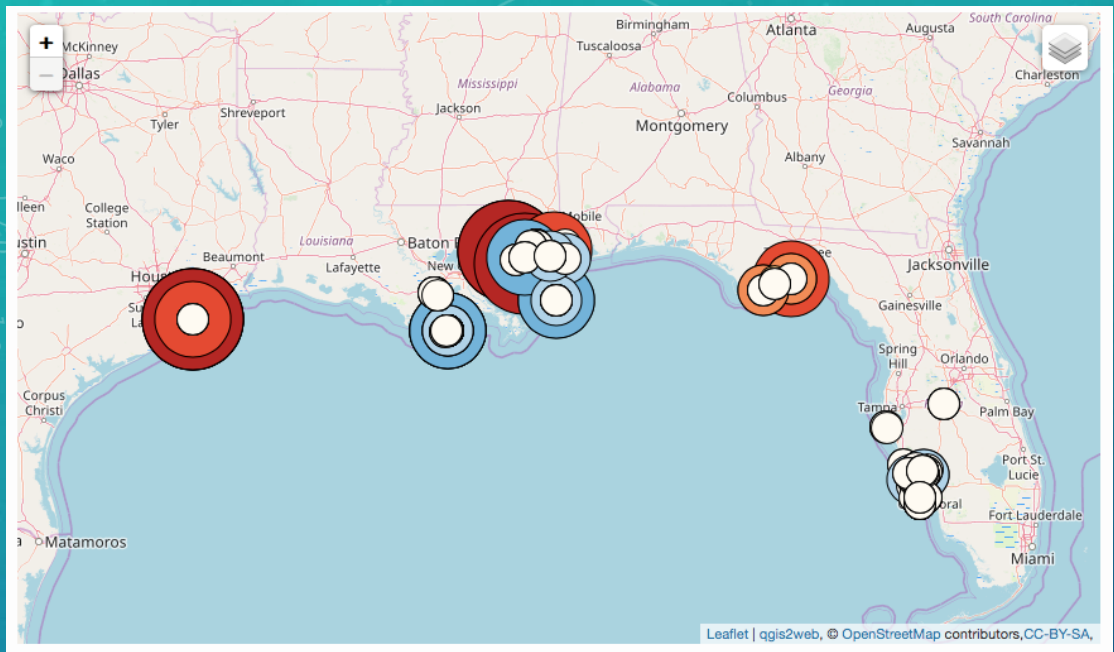 +
−
McKinney
Dallas
Tyler
Shreveport
Waco
College
Station
Beaumont
Louisiana
Lafayette
Baton
New
Mississippi
Jackson
Birmingham
Tuscaloosa
Alabama
Columbus
Montgomery
Atlanta
Georgia
Albany
Augusta
South Carolina
Charleston
Savannah
Mobile
Jacksonville
Gainesville
Spring
Hill
Orlando
Tampa
Palm Bay
Port St.
Lucie
oral
Fort Lauderdale
Miami
Corpus
Christi
Matamoros
Leaflet | qgis2web, © OpenStreetMap contributors,CC-BY-SA,